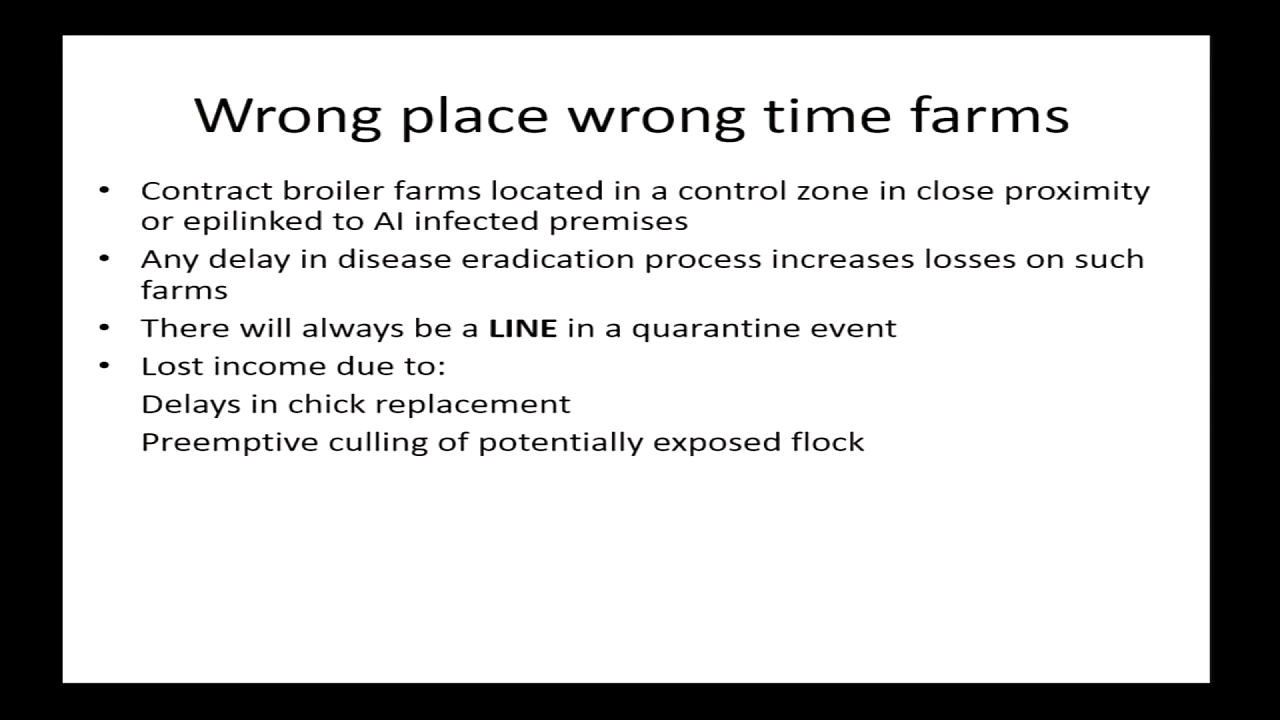 Wrong place wrong time farms
• Contract broiler farms located in a control zone in close proximity
or epilinked to AI infected premises
• Any delay in disease eradication process increases losses on such
farms
• There will always be a LINE in a quarantine event
• Lost income due to:
Delays in chick replacement
Preemptive culling of potentially exposed flock